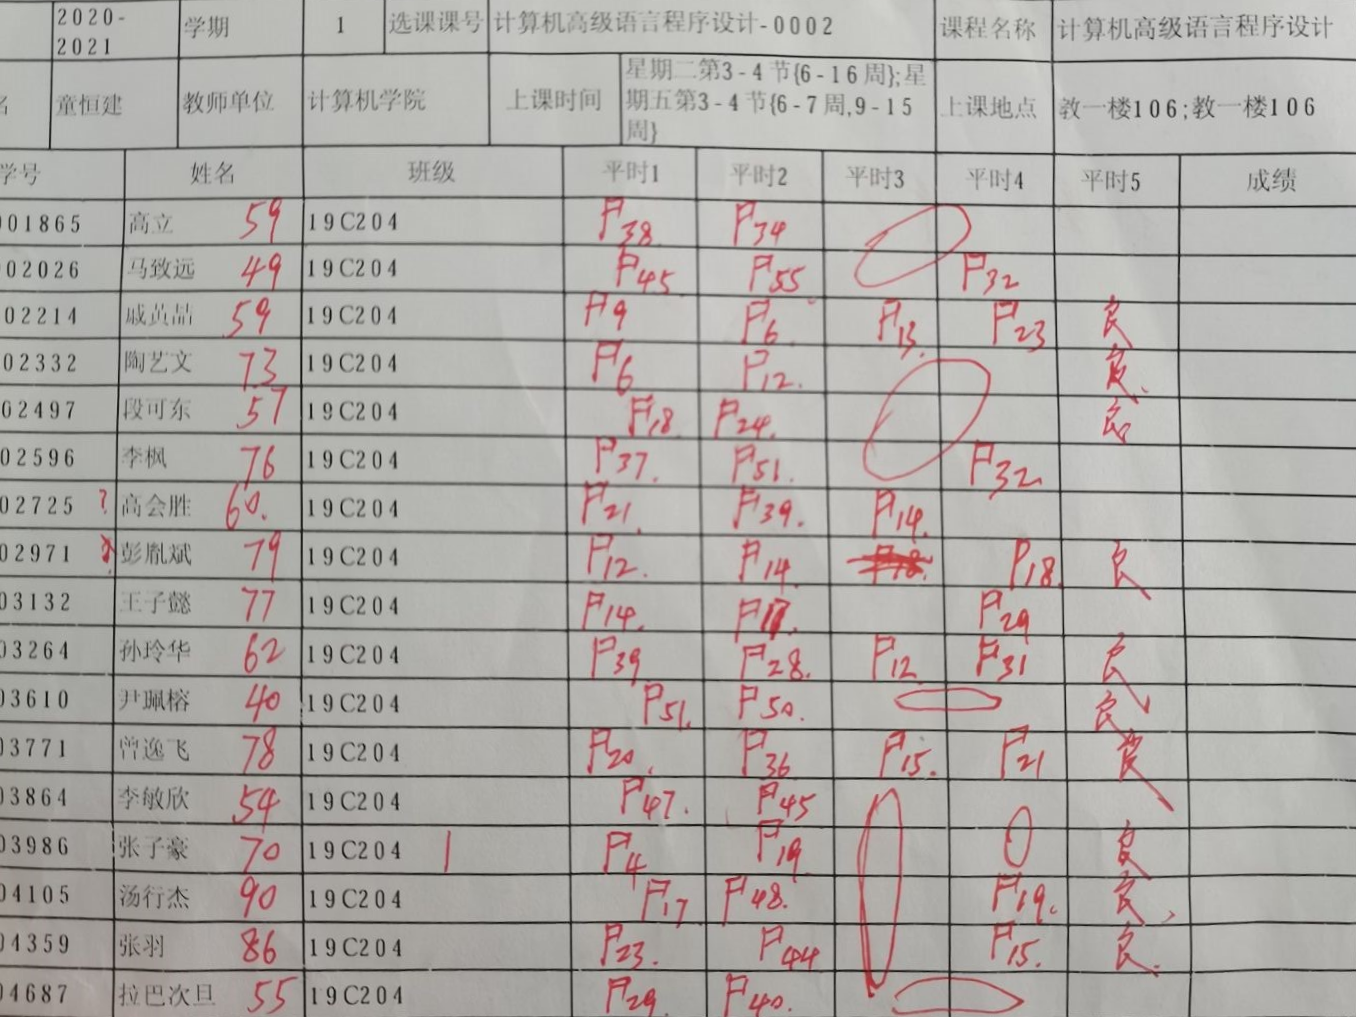 2020-2021 学期 1 选课课号 计算机高级语言程序设计-0002 课程名称 计算机高级语言程序设计
名 童恒建 教师单位 计算机学院 上课时间 星期二第3-4节{6-16周};星期五第3-4节{6-7周,9-15周} 上课地点 教一楼106;教一楼106
学号 姓名 班级 平时1 平时2 平时3 平时4 平时5 成绩
001865 高立 59 19C204 P38 P34
002026 马致远 49 19C204 P45 P55 P32
02214 戚黄喆 59 19C204 P9 P6 P13 P23 良
02332 陶艺文 73 19C204 P6 P12. 良
02497 段可东 57 19C204 P18 P24. 良
02596 李枫 76 19C204 P37. P51. P32
02725 ? 高会胜 60. 19C204 P21. P39. P14.
02971 ? 彭胤斌 79 19C204 P12. P14. P18. 良
03132 王子懿 77 19C204 P14. P17. P29
03264 孙玲华 62 19C204 P39 P28. P12 P31 良
03610 尹珮榕 40 19C204 P51. P50. 良
03771 曾逸飞 78 19C204 P20. P36 P15. P21 良
03864 李敏欣 54 19C204 P47. P45
03986 张子豪 70 19C204 1 P4 P19 良
04105 汤行杰 90 19C204 P17 P48. P19. 良
04359 张羽 86 19C204 P23. P44 P15. 良
04687 拉巴次旦 55 19C204 P29 P40.